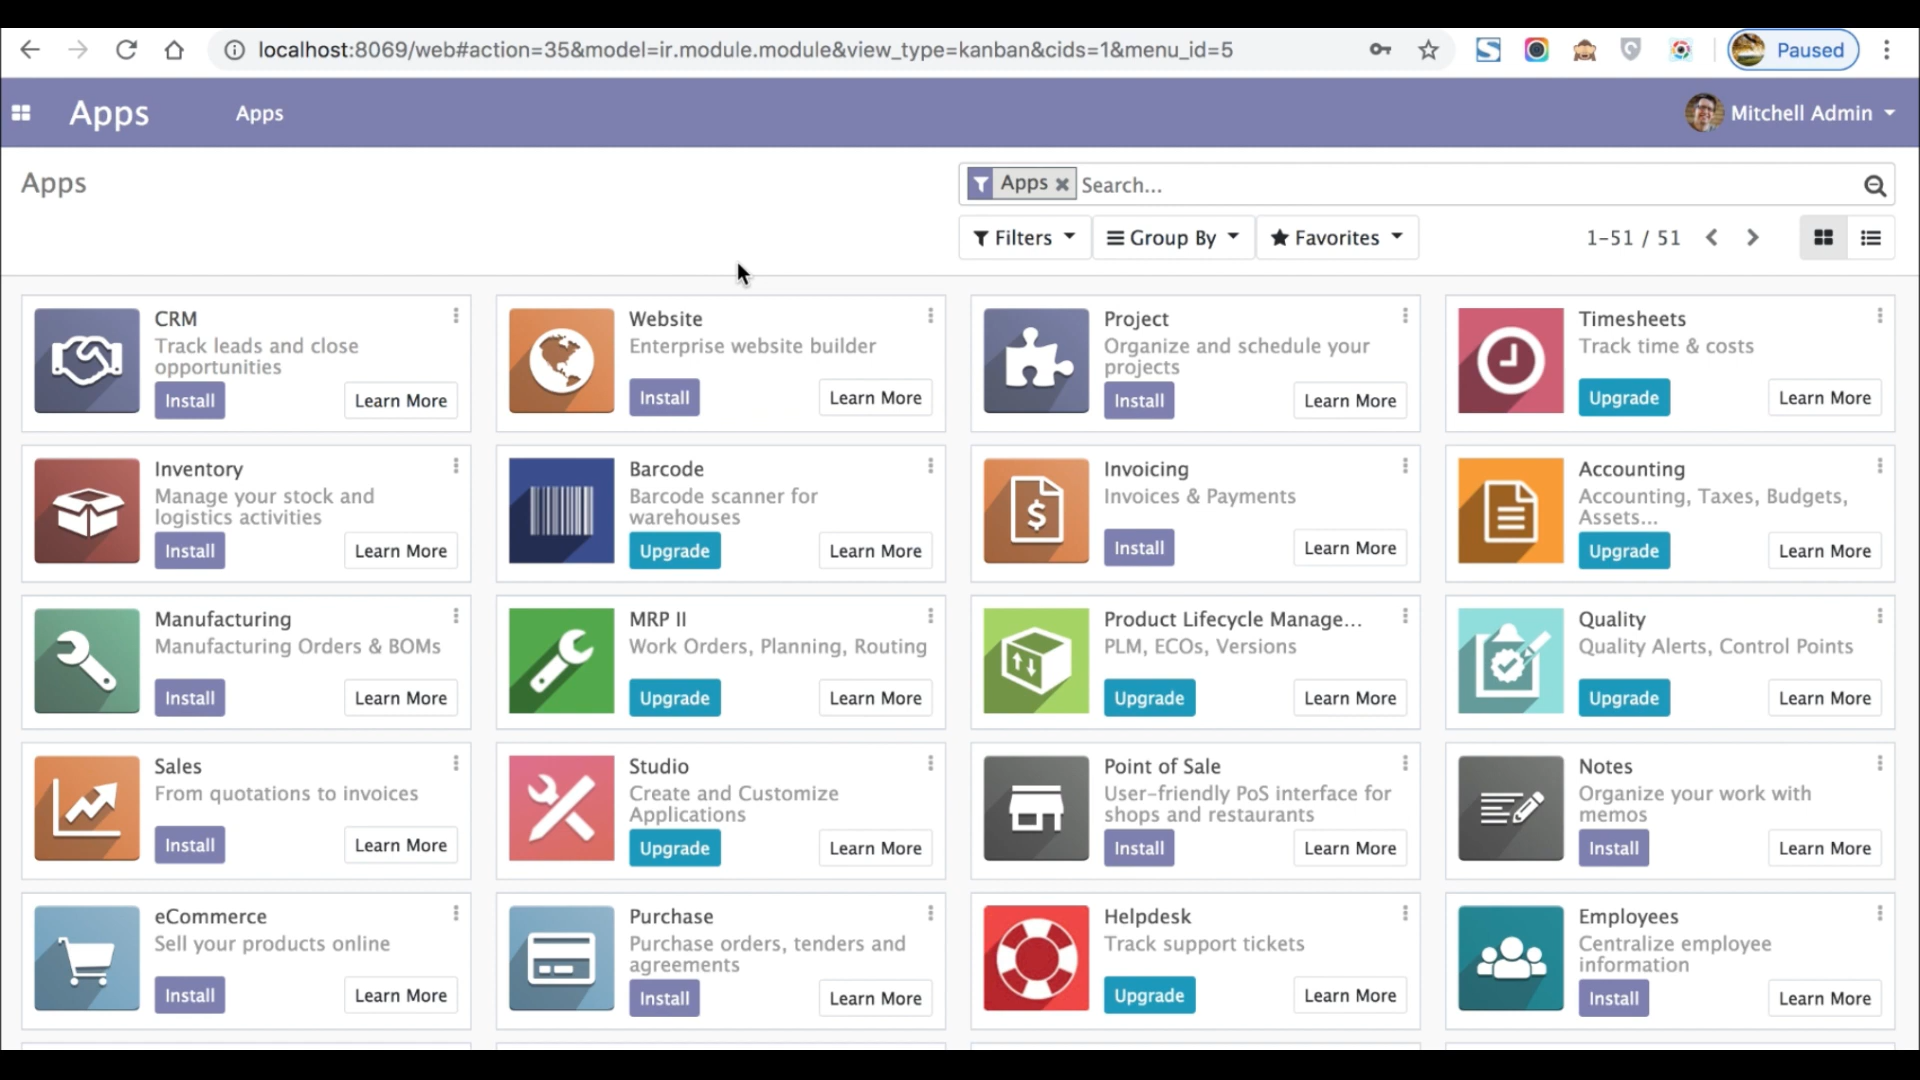 localhost:8069/web#action=35&model=ir.module.module&view_type=kanban&cids=1&menu_id=5
Paused
Apps
Apps
Mitchell Admin
Apps
Apps
Search...
Filters
Group By
Favorites
1-51 / 51
CRM
Track leads and close
opportunities
Install
Learn More
Website
Enterprise website builder
Install
Learn More
Project
Organize and schedule your
projects
Install
Learn More
Timesheets
Track time & costs
Upgrade
Learn More
Inventory
Manage your stock and
logistics activities
Install
Learn More
Barcode
Barcode scanner for
warehouses
Upgrade
Learn More
Invoicing
Invoices & Payments
Install
Learn More
Accounting
Accounting, Taxes, Budgets,
Assets...
Upgrade
Learn More
Manufacturing
Manufacturing Orders & BOMs
Install
Learn More
MRP II
Work Orders, Planning, Routing
Upgrade
Learn More
Product Lifecycle Manage...
PLM, ECOs, Versions
Upgrade
Learn More
Quality
Quality Alerts, Control Points
Upgrade
Learn More
Sales
From quotations to invoices
Install
Learn More
Studio
Create and Customize
Applications
Upgrade
Learn More
Point of Sale
User-friendly PoS interface for
shops and restaurants
Install
Learn More
Notes
Organize your work with
memos
Install
Learn More
eCommerce
Sell your products online
Install
Learn More
Purchase
Purchase orders, tenders and
agreements
Install
Learn More
Helpdesk
Track support tickets
Upgrade
Learn More
Employees
Centralize employee
information
Install
Learn More